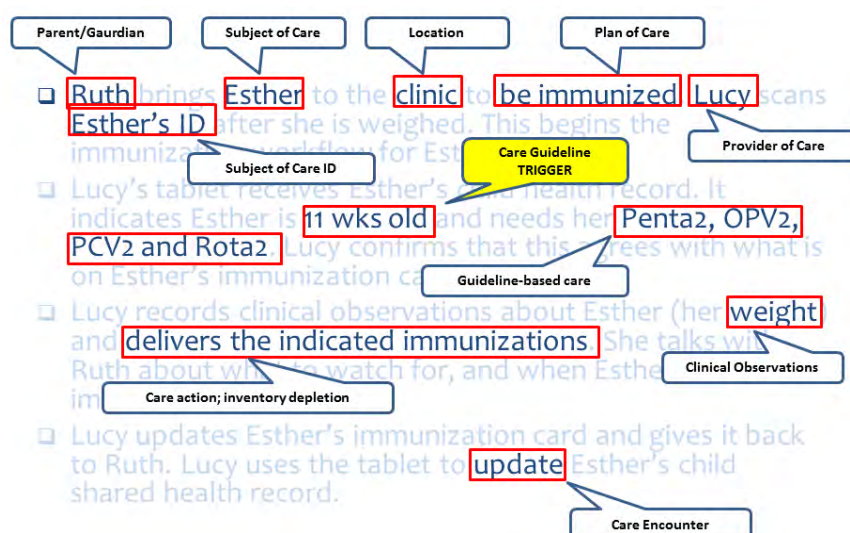 Parent/Gaurdian Subject of Care Location Plan of Care
Ruth brings Esther to the clinic to be immunized. Lucy scans
Esther's ID after she is weighed. This begins the
Provider of Care
immunization workflow for Est
Subject of Care ID
Care Guideline
TRIGGER
Lucy's tablet receives Esther's child health record. It
indicates Esther is 11 wks old and needs her Penta2, OPV2,
PCV2 and Rota2. Lucy confirms that this agrees with what is
on Esther's immunization ca
Guideline-based care
Lucy records clinical observations about Esther (her weight)
and delivers the indicated immunizations. She talks wi
Ruth about wh to watch for, and when Esthe
im
Clinical Observations
Care action; inventory depletion
Lucy updates Esther's immunization card and gives it back
to Ruth. Lucy uses the tablet to update Esther's child
shared health record.
Care Encounter